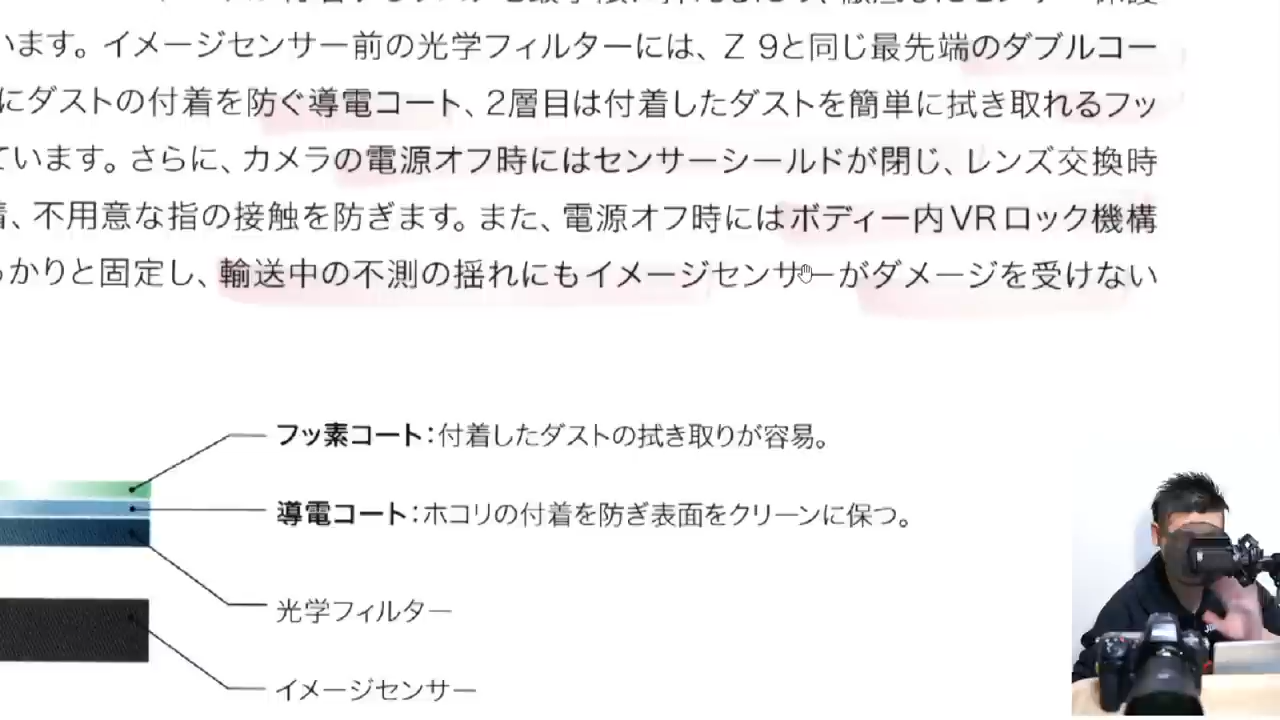 います。イメージセンサー前の光学フィルターには、Z 9と同じ最先端のダブルコー
にダストの付着を防ぐ導電コート、2層目は付着したダストを簡単に拭き取れるフッ
ています。さらに、カメラの電源オフ時にはセンサーシールドが閉じ、レンズ交換時
、不用意な指の接触を防ぎます。また、電源オフ時にはボディー内VRロック機構
っかりと固定し、輸送中の不測の揺れにもイメージセンサーがダメージを受けない
フッ素コート：付着したダストの拭き取りが容易。
導電コート：ホコリの付着を防ぎ表面をクリーンに保つ。
光学フィルター
イメージセンサー